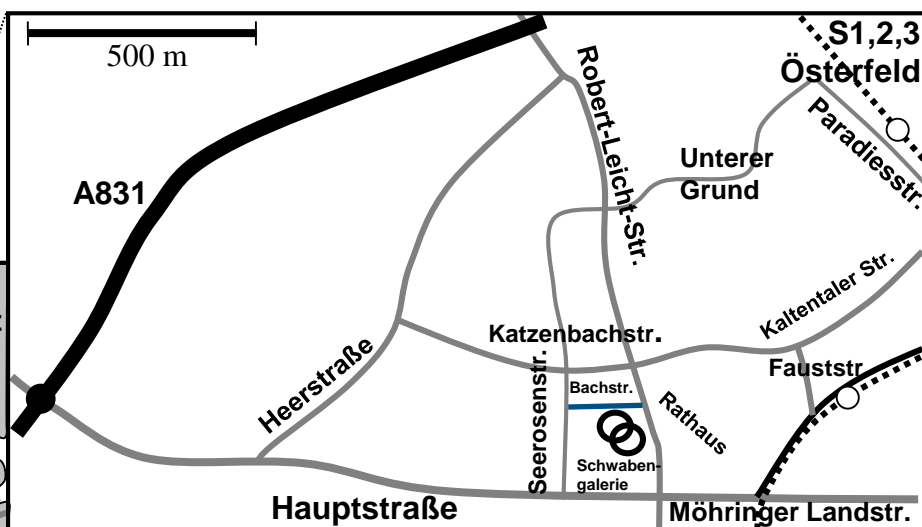 S1,2,3
Österfeld
500 m
Robert-Leicht-Str.
Paradiesstr.
Unterer
Grund
A831
Kaltentaler Str.
Katzenbachstr.
Heerstraße
Fauststr
Seerosenstr.
Bachstr.
Rathaus
Schwaben-
galerie
Hauptstraße
Möhringer Landstr.